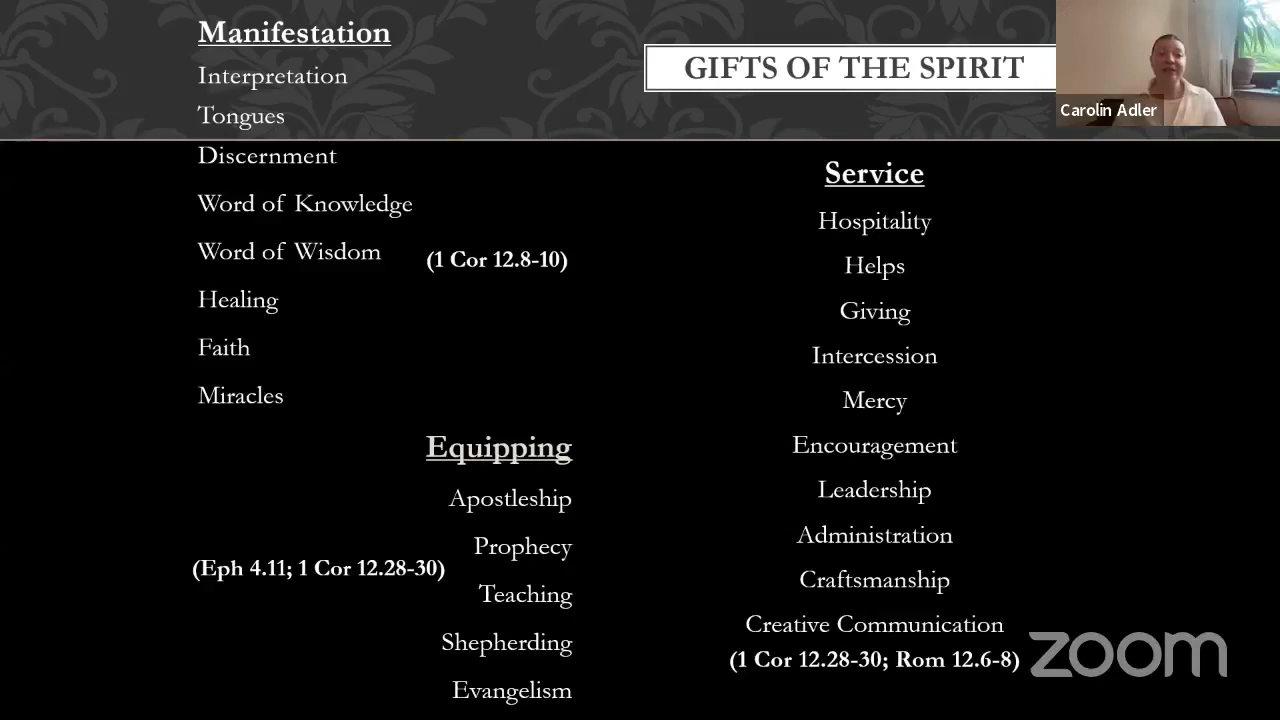 Manifestation
Interpretation
Tongues
Discernment
Word of Knowledge
Word of Wisdom
(1 Cor 12.8-10)
Healing
Faith
Miracles
Equipping
Apostleship
Prophecy
(Eph 4.11; 1 Cor 12.28-30)
Teaching
Shepherding
Evangelism
GIFTS OF THE SPIRIT
Carolin Adler
Service
Hospitality
Helps
Giving
Intercession
Mercy
Encouragement
Leadership
Administration
Craftsmanship
Creative Communication
(1 Cor 12.28-30; Rom 12.6-8)
zoom